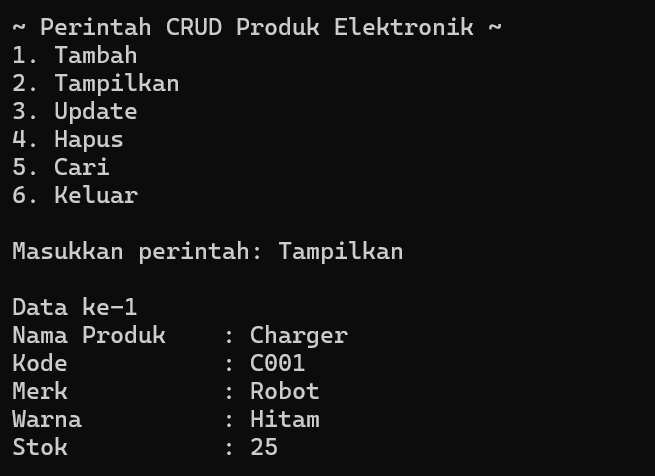 ~ Perintah CRUD Produk Elektronik ~
1. Tambah
2. Tampilkan
3. Update
4. Hapus
5. Cari
6. Keluar
Masukkan perintah: Tampilkan
Data ke-1
Nama Produk    : Charger
Kode           : C001
Merk           : Robot
Warna          : Hitam
Stok           : 25